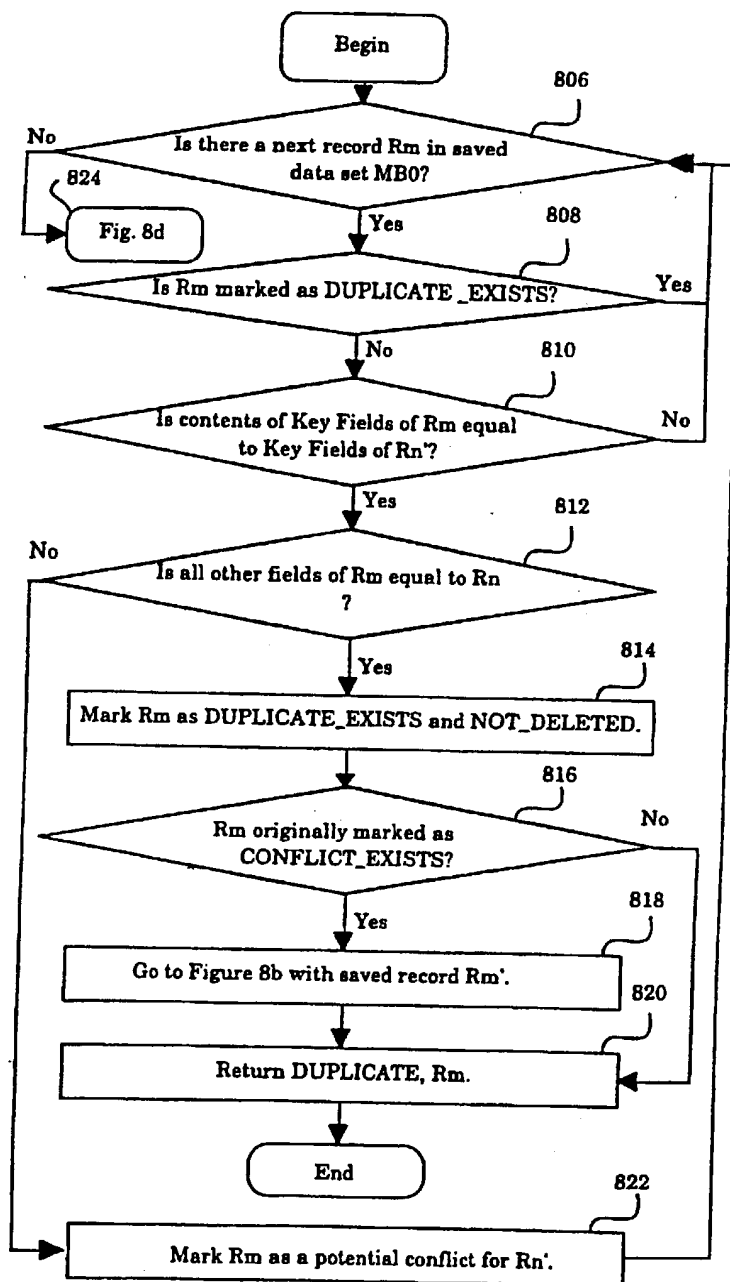 Begin
806
No
Is there a next record Rm in saved
data set MB0?
824
Fig. 8d
Yes
808
Is Rm marked as DUPLICATE_EXISTS?
Yes
No
810
Is contents of Key Fields of Rm equal
to Key Fields of Rn'?
No
Yes
812
No
Is all other fields of Rm equal to Rn
?
Yes
814
Mark Rm as DUPLICATE_EXISTS and NOT_DELETED.
816
Rm originally marked as
CONFLICT_EXISTS?
No
Yes
818
Go to Figure 8b with saved record Rm'.
820
Return DUPLICATE, Rm.
End
822
Mark Rm as a potential conflict for Rn'.